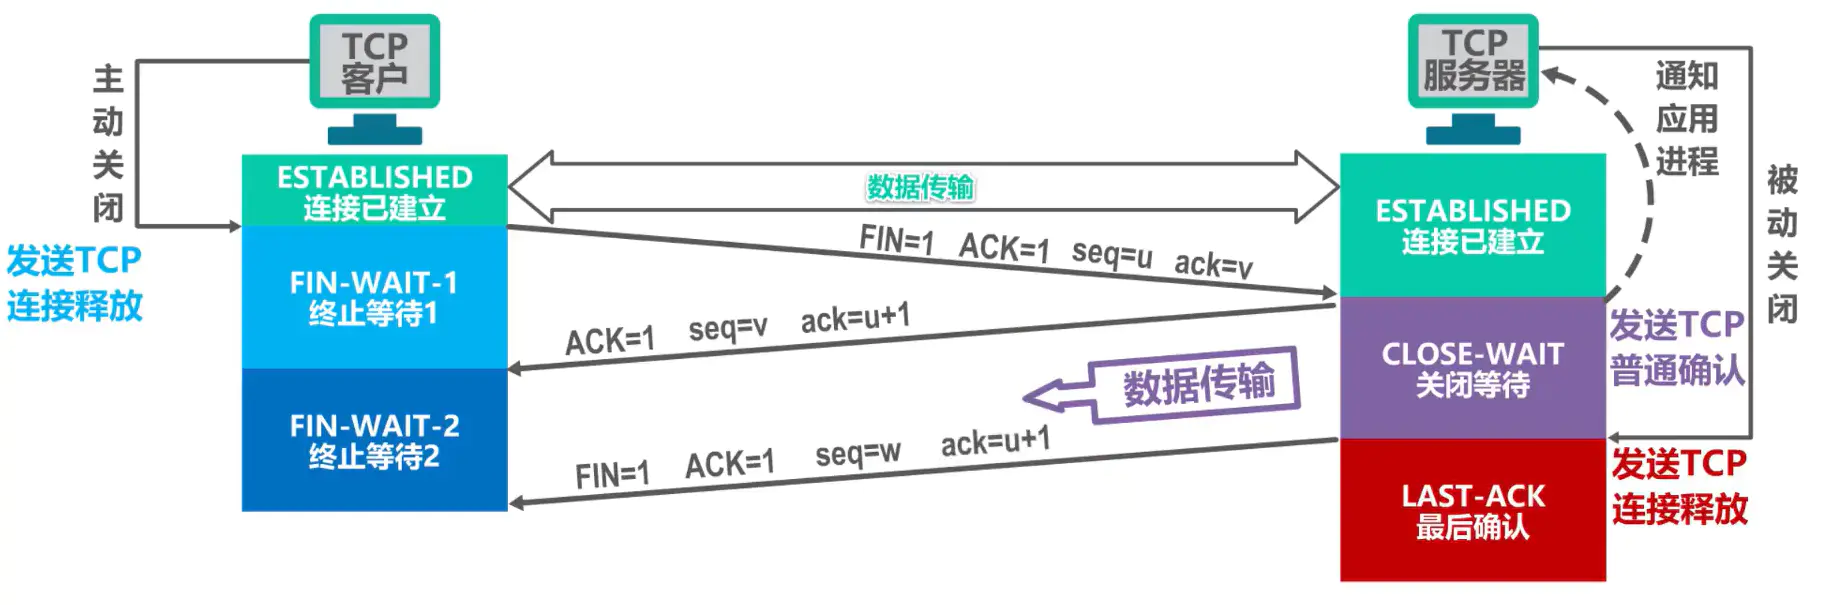 TCP
客户
TCP
服务器
主动关闭
通知
应用
进程
被动关闭
ESTABLISHED
连接已建立
数据传输
ESTABLISHED
连接已建立
发送TCP
连接释放
FIN=1 ACK=1 seq=u ack=v
FIN-WAIT-1
终止等待1
ACK=1 seq=v ack=u+1
发送TCP
普通确认
CLOSE-WAIT
关闭等待
数据传输
FIN-WAIT-2
终止等待2
FIN=1 ACK=1 seq=w ack=u+1
发送TCP
连接释放
LAST-ACK
最后确认